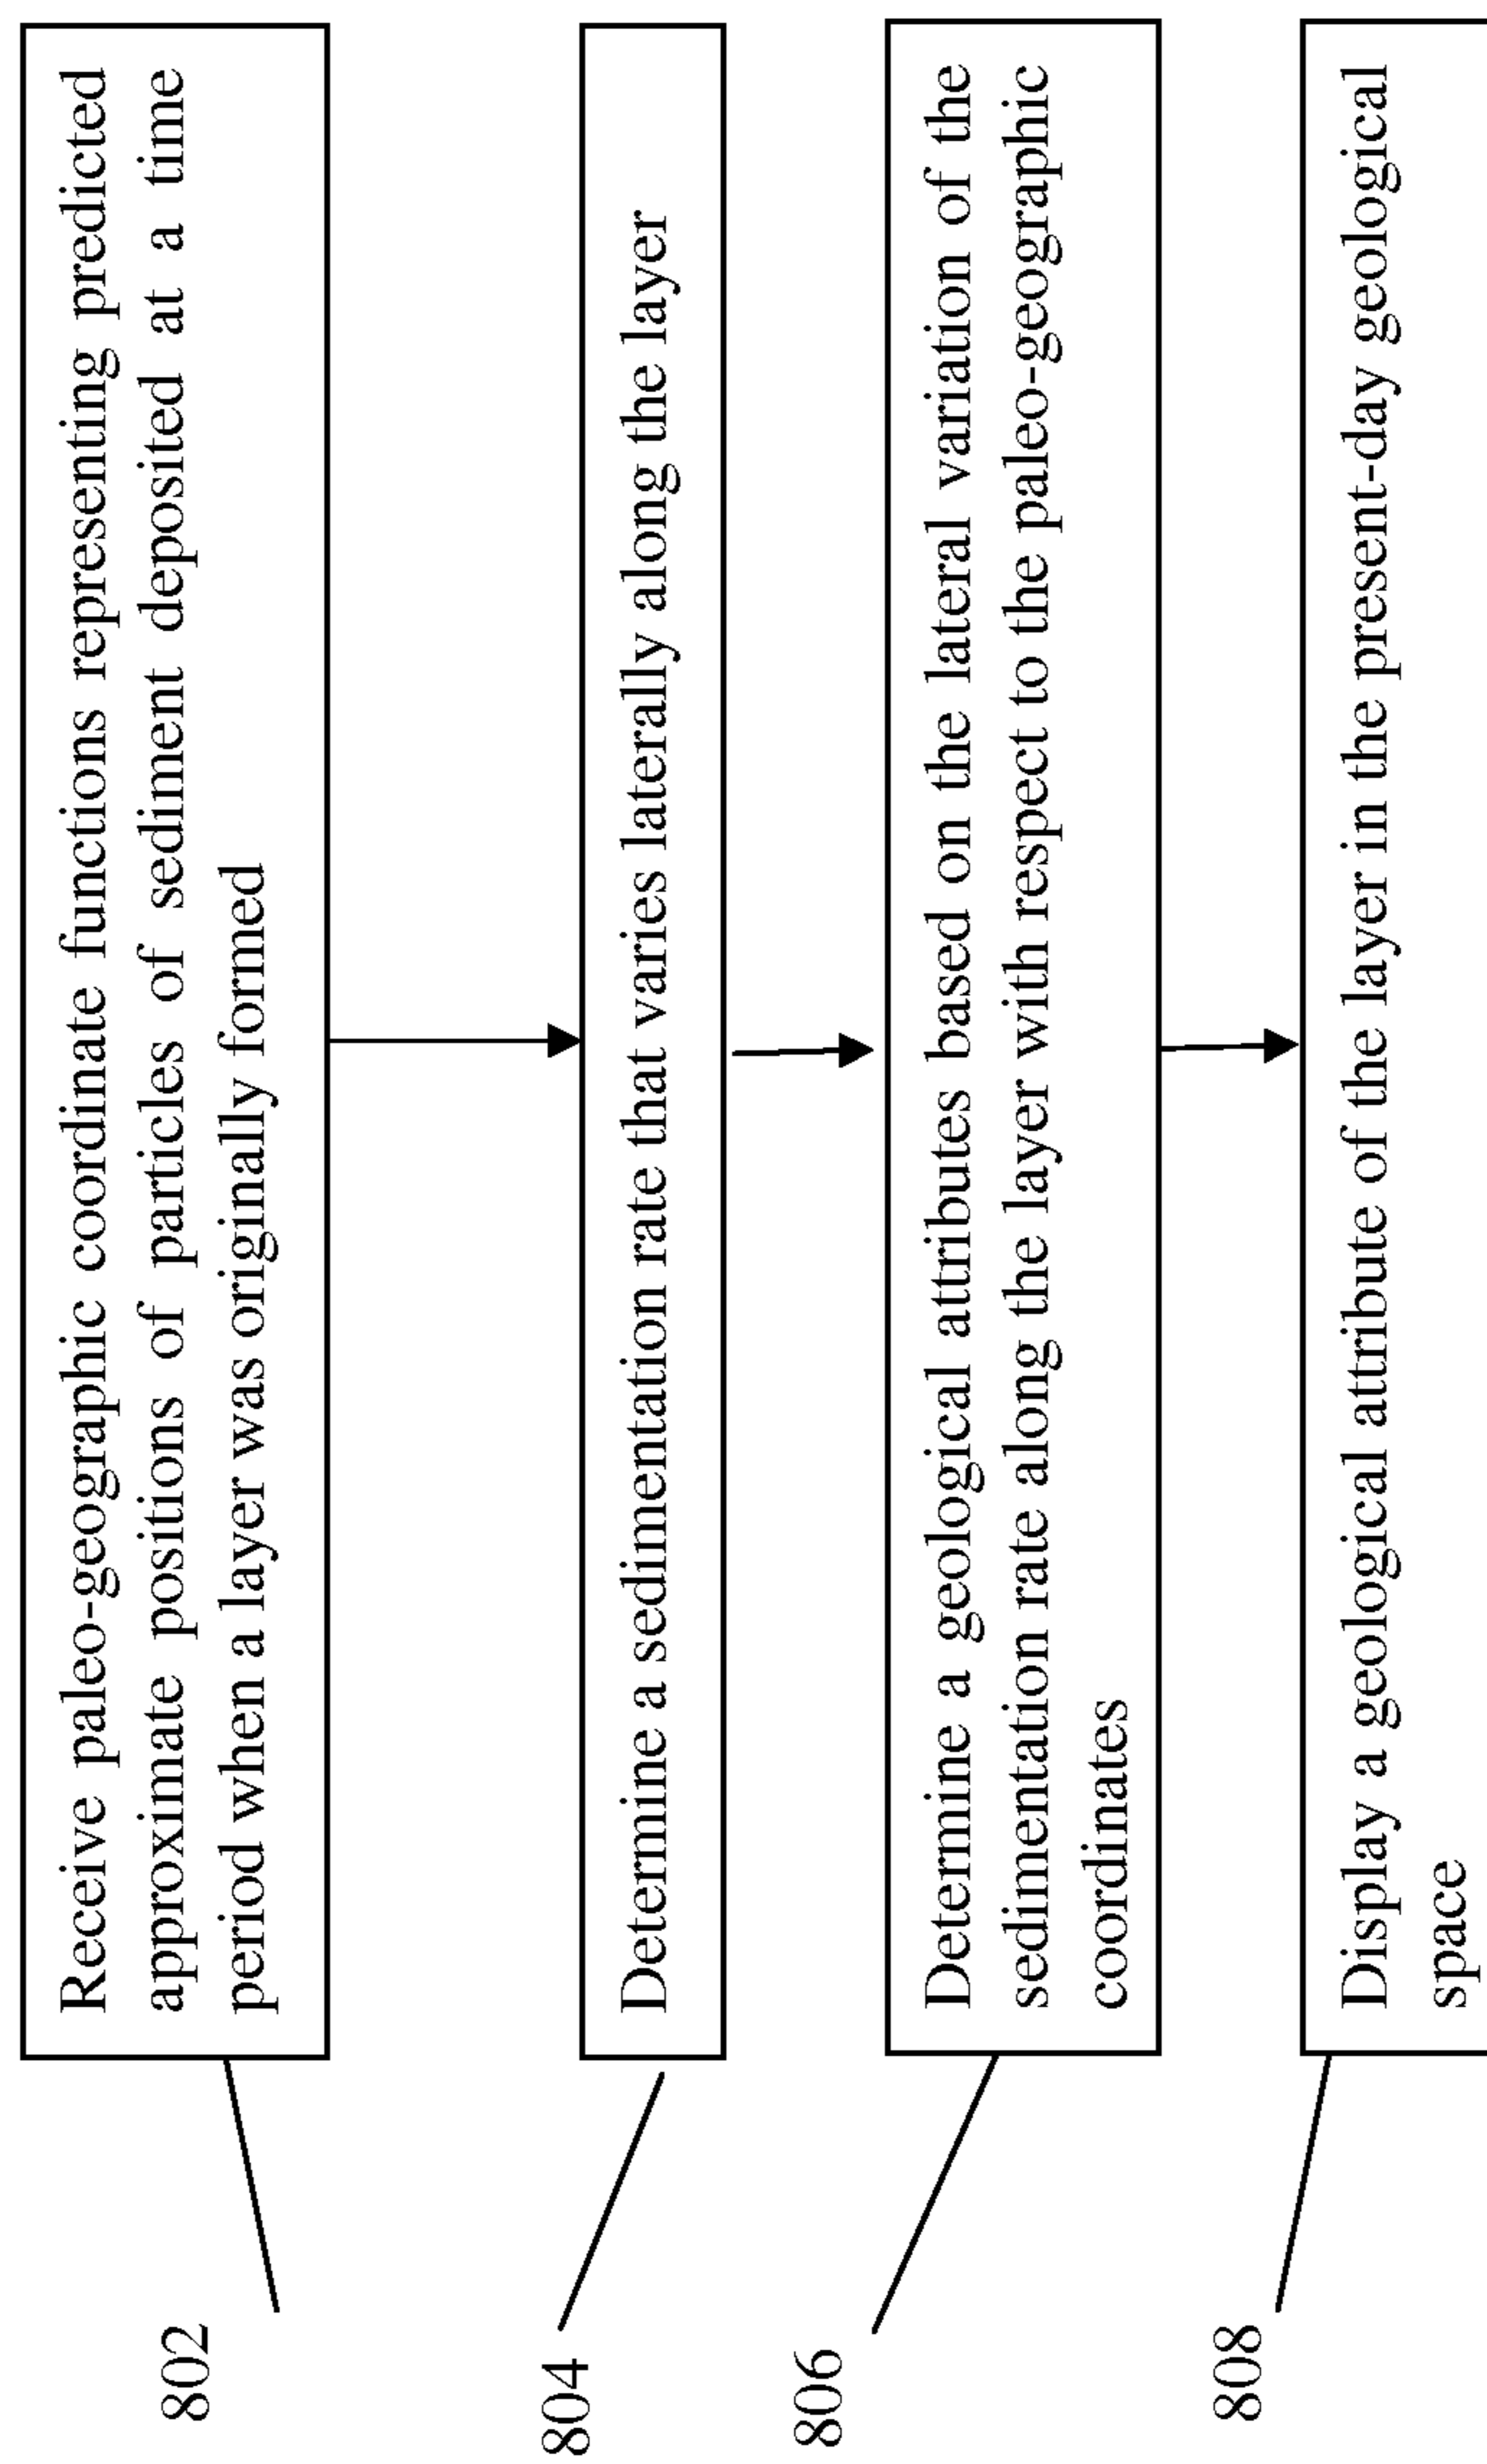 802
Receive paleo-geographic coordinate functions representing predicted
approximate positions of particles of sediment deposited at a time
period when a layer was originally formed
804
Determine a sedimentation rate that varies laterally along the layer
806
Determine a geological attributes based on the lateral variation of the
sedimentation rate along the layer with respect to the paleo-geographic
coordinates
808
Display a geological attribute of the layer in the present-day geological
space